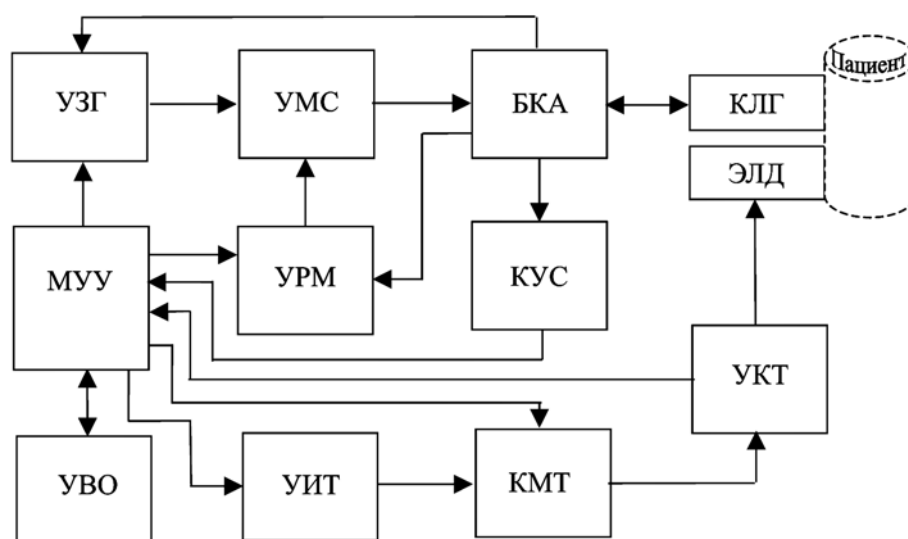 Пациент
УЗГ
УМС
БКА
КЛГ
ЭЛД
МУУ
УРМ
КУС
УКТ
УВО
УИТ
КМТ